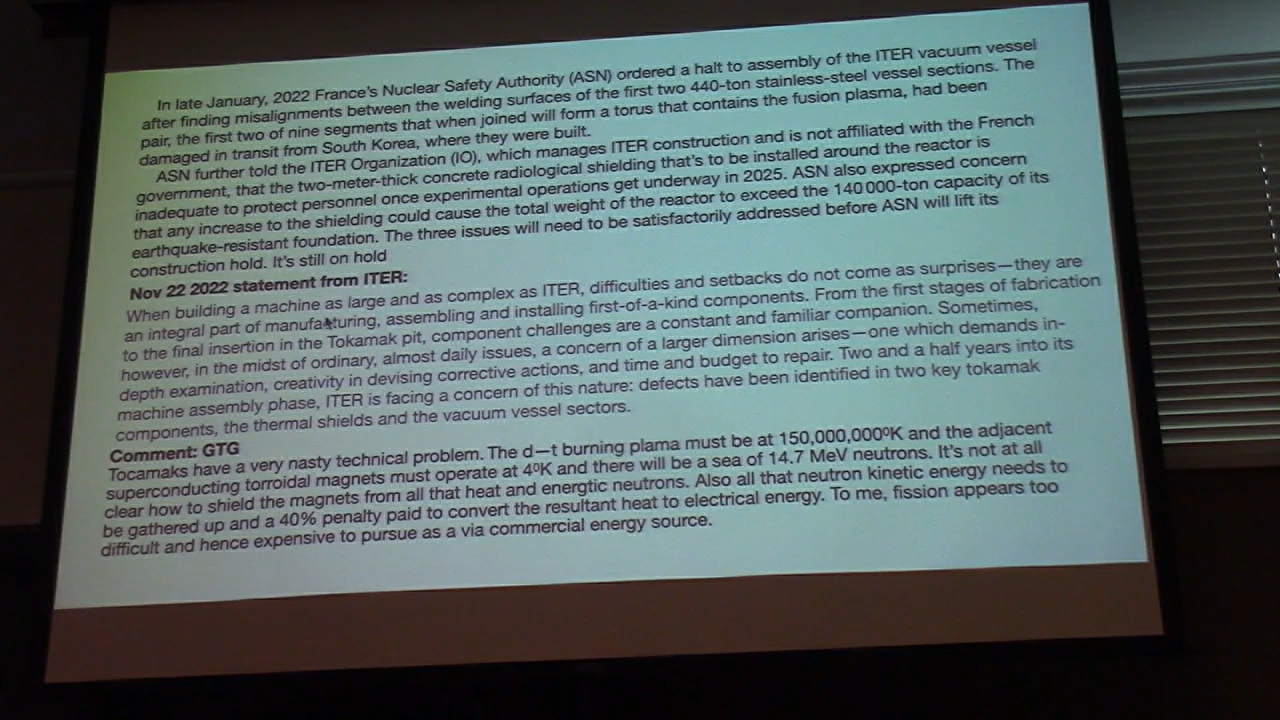 In late January, 2022 France's Nuclear Safety Authority (ASN) ordered a halt to assembly of the ITER vacuum vessel
after finding misalignments between the welding surfaces of the first two 440-ton stainless-steel vessel sections. The
pair, the first two of nine segments that when joined will form a torus that contains the fusion plasma, had been
damaged in transit from South Korea, where they were built.
ASN further told the ITER Organization (IO), which manages ITER construction and is not affiliated with the French
government, that the two-meter-thick concrete radiological shielding that's to be installed around the reactor is
inadequate to protect personnel once experimental operations get underway in 2025. ASN also expressed concern
that any increase to the shielding could cause the total weight of the reactor to exceed the 140 000-ton capacity of its
earthquake-resistant foundation. The three issues will need to be satisfactorily addressed before ASN will lift its
construction hold. It's still on hold
Nov 22 2022 statement from ITER:
When building a machine as large and as complex as ITER, difficulties and setbacks do not come as surprises—they are
an integral part of manufacturing, assembling and installing first-of-a-kind components. From the first stages of fabrication
to the final insertion in the Tokamak pit, component challenges are a constant and familiar companion. Sometimes,
however, in the midst of ordinary, almost daily issues, a concern of a larger dimension arises—one which demands in-
depth examination, creativity in devising corrective actions, and time and budget to repair. Two and a half years into its
machine assembly phase, ITER is facing a concern of this nature: defects have been identified in two key tokamak
components, the thermal shields and the vacuum vessel sectors.
Comment: GTG
Tocamaks have a very nasty technical problem. The d—t burning plama must be at 150,000,000⁰K and the adjacent
superconducting torroidal magnets must operate at 4⁰K and there will be a sea of 14.7 MeV neutrons. It's not at all
clear how to shield the magnets from all that heat and energtic neutrons. Also all that neutron kinetic energy needs to
be gathered up and a 40% penalty paid to convert the resultant heat to electrical energy. To me, fission appears too
difficult and hence expensive to pursue as a via commercial energy source.